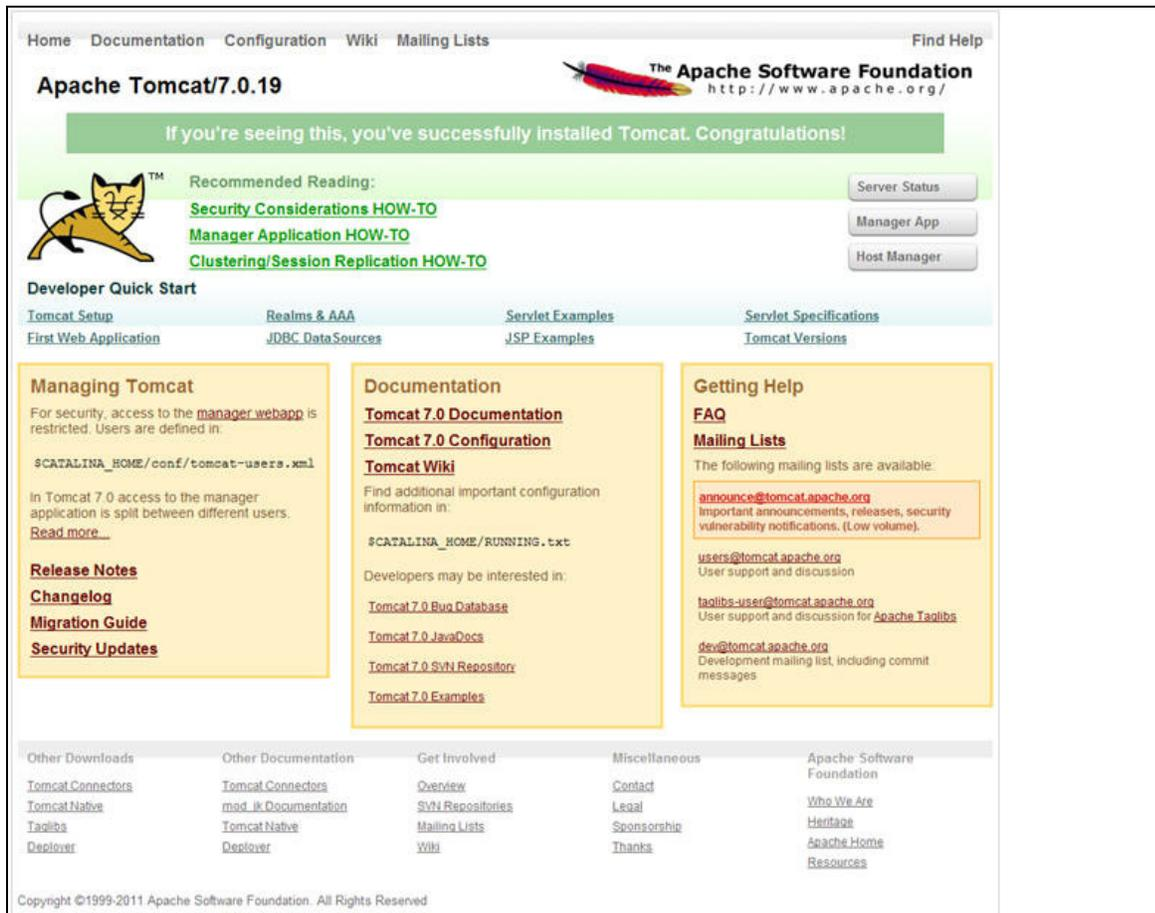 Home Documentation Configuration Wiki Mailing Lists Find Help
Apache Tomcat/7.0.19
The Apache Software Foundation
http://www.apache.org/
If you're seeing this, you've successfully installed Tomcat. Congratulations!
TM
Recommended Reading:
Security Considerations HOW-TO
Manager Application HOW-TO
Clustering/Session Replication HOW-TO
Server Status
Manager App
Host Manager
Developer Quick Start
Tomcat Setup Realms & AAA Servlet Examples Servlet Specifications
First Web Application JDBC DataSources JSP Examples Tomcat Versions
Managing Tomcat
For security, access to the manager webapp is
restricted. Users are defined in:
$CATALINA_HOME/conf/tomcat-users.xml
In Tomcat 7.0 access to the manager
application is split between different users.
Read more...
Release Notes
Changelog
Migration Guide
Security Updates
Documentation
Tomcat 7.0 Documentation
Tomcat 7.0 Configuration
Tomcat Wiki
Find additional important configuration
information in:
$CATALINA_HOME/RUNNING.txt
Developers may be interested in:
Tomcat 7.0 Bug Database
Tomcat 7.0 JavaDocs
Tomcat 7.0 SVN Repository
Tomcat 7.0 Examples
Getting Help
FAQ
Mailing Lists
The following mailing lists are available:
announce@tomcat.apache.org
Important announcements, releases, security
vulnerability notifications. (Low volume).
users@tomcat.apache.org
User support and discussion
taglibs-user@tomcat.apache.org
User support and discussion for Apache Taglibs
dev@tomcat.apache.org
Development mailing list, including commit
messages
Other Downloads
Tomcat Connectors
Tomcat Native
Taglibs
Deployer
Other Documentation
Tomcat Connectors
mod_jk Documentation
Tomcat Native
Deployer
Get Involved
Overview
SVN Repositories
Mailing Lists
Wiki
Miscellaneous
Contact
Legal
Sponsorship
Thanks
Apache Software
Foundation
Who We Are
Heritage
Apache Home
Resources
Copyright ©1999-2011 Apache Software Foundation. All Rights Reserved